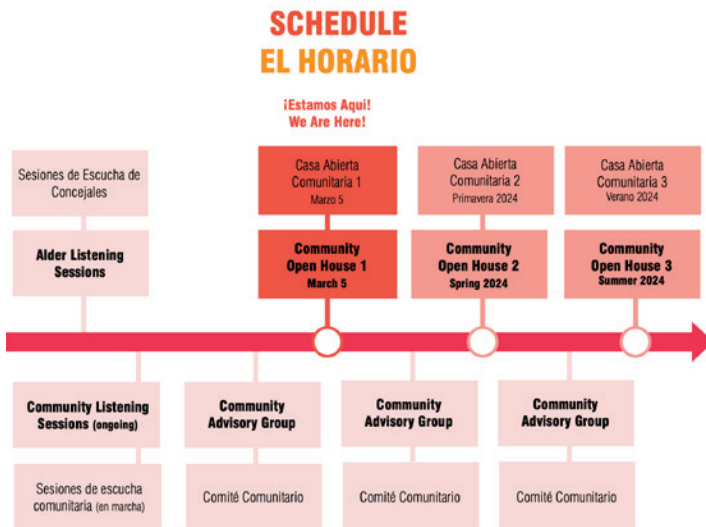 SCHEDULE
EL HORARIO
¡Estamos Aqui!
We Are Here!
Sesiones de Escucha de
Concejales
Casa Abierta
Comunitaria 1
Marzo 5
Casa Abierta
Comunitaria 2
Primavera 2024
Casa Abierta
Comunitaria 3
Verano 2024
Alder Listening
Sessions
Community
Open House 1
March 5
Community
Open House 2
Spring 2024
Community
Open House 3
Summer 2024
Community Listening
Sessions (ongoing)
Community
Advisory Group
Community
Advisory Group
Community
Advisory Group
Sesiones de escucha
comunitaria (en marcha)
Comité Comunitario
Comité Comunitario
Comité Comunitario